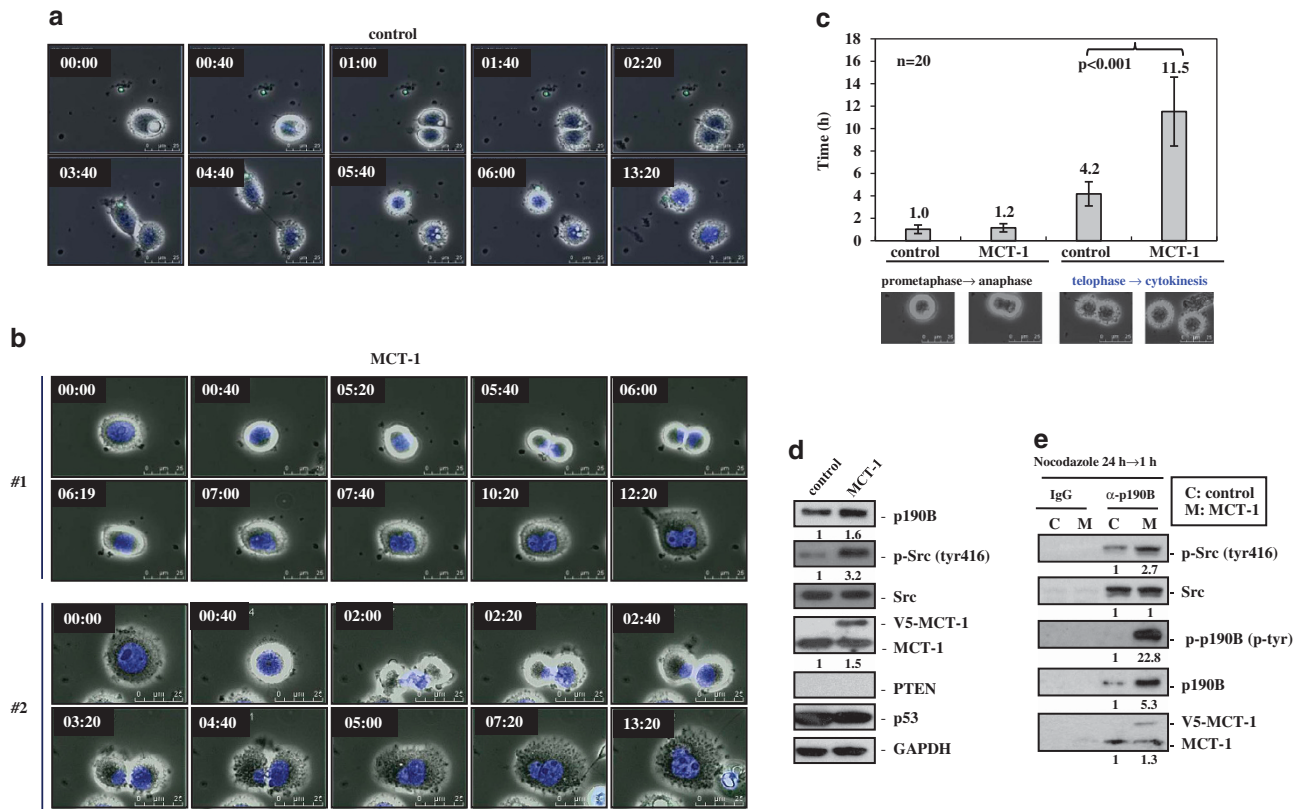 a
control
00:00 00:40 01:00 01:40 02:20
03:40 04:40 05:40 06:00 13:20
b
MCT-1
#1
00:00 00:40 05:20 05:40 06:00
06:19 07:00 07:40 10:20 12:20
#2
00:00 00:40 02:00 02:20 02:40
03:20 04:40 05:00 07:20 13:20
c
18
16
14
12
10
8
6
4
2
0
Time (h)
n=20
p<0.001
1.0 1.2 4.2 11.5
control MCT-1 control MCT-1
prometaphase→anaphase telophase → cytokinesis
d
control MCT-1
- p190B
1 1.6
- p-Src (tyr416)
1 3.2
- Src
- V5-MCT-1
- MCT-1
1 1.5
- PTEN
- p53
- GAPDH
e
Nocodazole 24 h→1 h
IgG α-p190B
C M C M
C: control
M: MCT-1
- p-Src (tyr416)
1 2.7
- Src
1 1
- p-p190B (p-tyr)
1 22.8
- p190B
1 5.3
- V5-MCT-1
- MCT-1
1 1.3